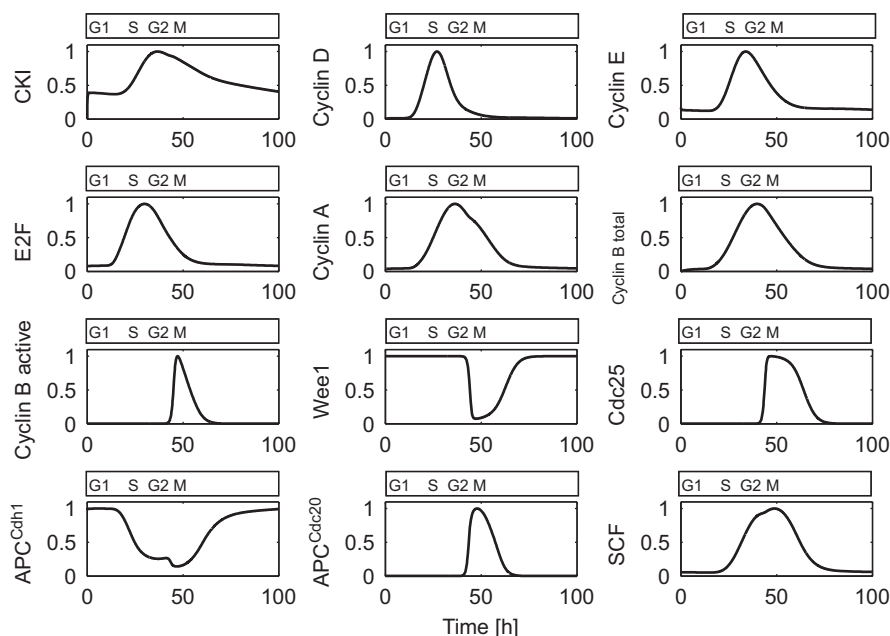 G1 S G2 M
G1 S G2 M
G1 S G2 M
CKI
1
0.5
0
0 50 100
Cyclin D
1
0.5
0
0 50 100
Cyclin E
1
0.5
0
0 50 100
G1 S G2 M
G1 S G2 M
G1 S G2 M
E2F
1
0.5
0
0 50 100
Cyclin A
1
0.5
0
0 50 100
Cyclin B total
1
0.5
0
0 50 100
G1 S G2 M
G1 S G2 M
G1 S G2 M
Cyclin B active
1
0.5
0
0 50 100
Wee1
1
0.5
0
0 50 100
Cdc25
1
0.5
0
0 50 100
G1 S G2 M
G1 S G2 M
G1 S G2 M
APC^Cdh1
1
0.5
0
0 50 100
APC^Cdc20
1
0.5
0
0 50 100
SCF
1
0.5
0
0 50 100
Time [h]